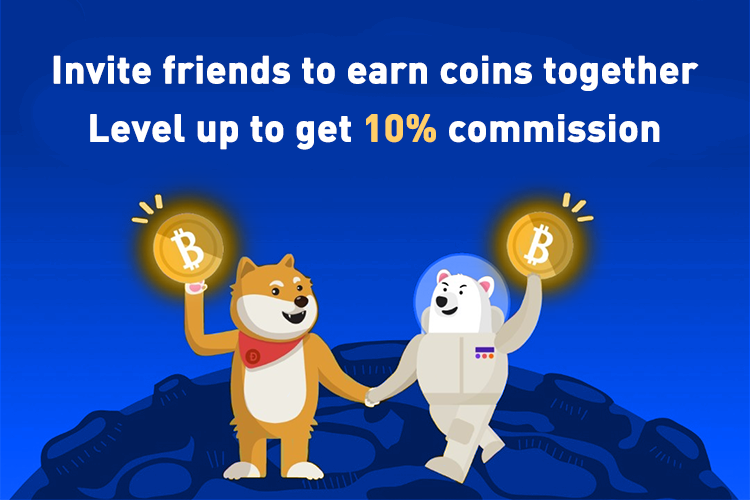 Invite friends to earn coins together
Level up to get 10% commission